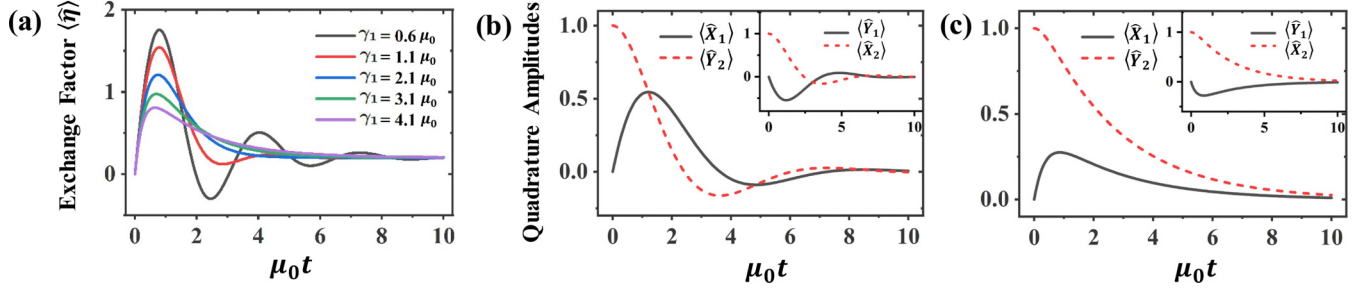 (a)
Exchange Factor ⟨η̂⟩
2
1
0
0 2 4 6 8 10
μ₀t
γ₁ = 0.6 μ₀
γ₁ = 1.1 μ₀
γ₁ = 2.1 μ₀
γ₁ = 3.1 μ₀
γ₁ = 4.1 μ₀
(b)
Quadrature Amplitudes
1.0
0.5
0.0
0 2 4 6 8 10
μ₀t
⟨X̂₁⟩
⟨Ŷ₂⟩
⟨Ŷ₁⟩
⟨X̂₂⟩
1
0
0 5 10
(c)
1.0
0.5
0.0
0 2 4 6 8 10
μ₀t
⟨X̂₁⟩
⟨Ŷ₂⟩
⟨Ŷ₁⟩
⟨X̂₂⟩
1
0
0 5 10